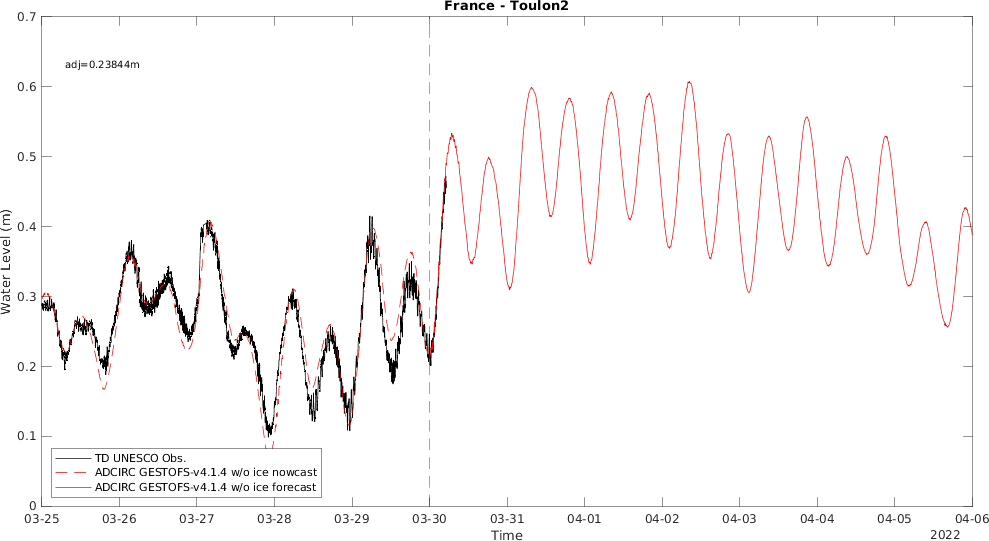 France - Toulon2
adj=0.23844m
Water Level (m)
0.7
0.6
0.5
0.4
0.3
0.2
0.1
0
TD UNESCO Obs.
ADCIRC GESTOFS-v4.1.4 w/o ice nowcast
ADCIRC GESTOFS-v4.1.4 w/o ice forecast
03-25 03-26 03-27 03-28 03-29 03-30 03-31 04-01 04-02 04-03 04-04 04-05 04-06
Time
2022